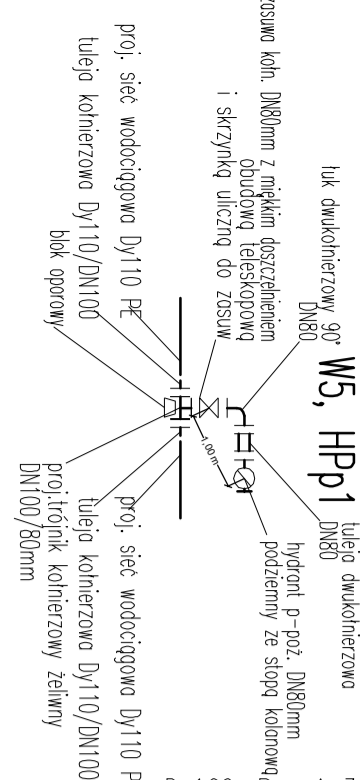 W5, HPp1
tuleja dwukołnierzowa
DN80
łuk dwukołnierzowy 90°
DN80
hydrant p-poż. DN80mm
podziemny ze stopą kolanową
zasuwa kołn. DN80mm z miękkim doszczelnieniem
obudową teleskopową
i skrzynką uliczną do zasuw
1,00 m
proj. sieć wodociągowa Dy110 PE
tuleja kołnierzowa Dy110/DN100
blok oporowy
proj. sieć wodociągowa Dy110 P
tuleja kołnierzowa Dy110/DN100
proj.trójnik kołnierzowy żeliwny
DN100/80mm